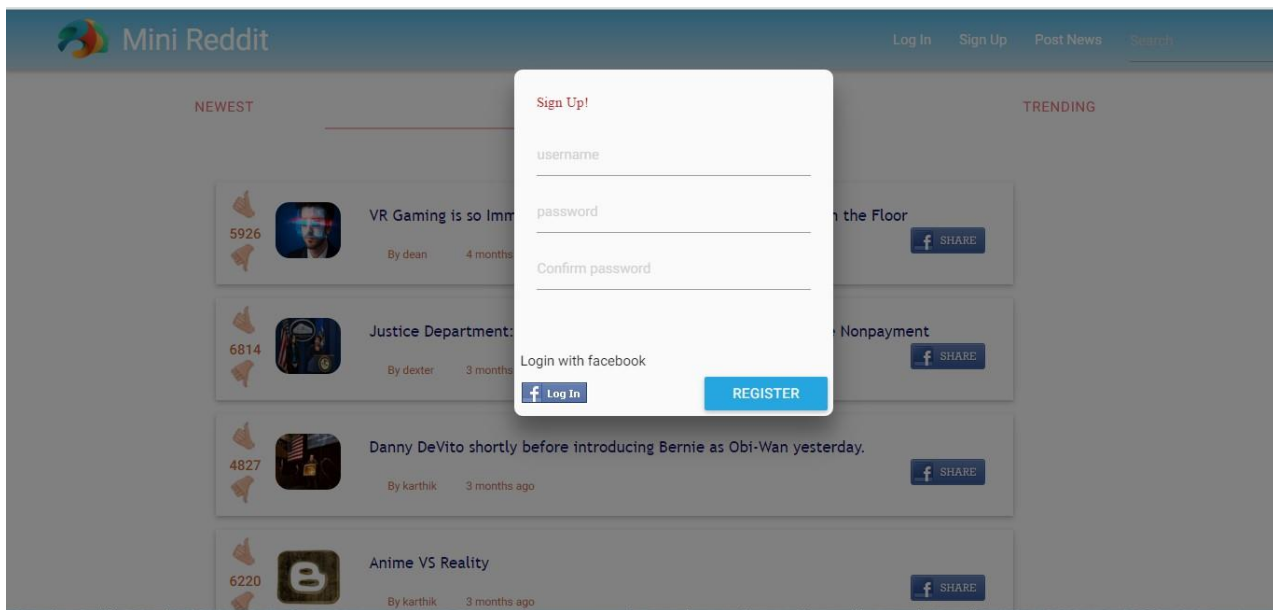 Mini Reddit
Log In Sign Up Post News Search
NEWEST
TRENDING
Sign Up!
username
password
Confirm password
Login with facebook
f Log In
REGISTER
5926
VR Gaming is so Imm
n the Floor
By dean 4 months
f SHARE
6814
Justice Department:
Nonpayment
By dexter 3 months
f SHARE
4827
Danny DeVito shortly before introducing Bernie as Obi-Wan yesterday.
By karthik 3 months ago
f SHARE
6220
Anime VS Reality
By karthik 3 months ago
f SHARE